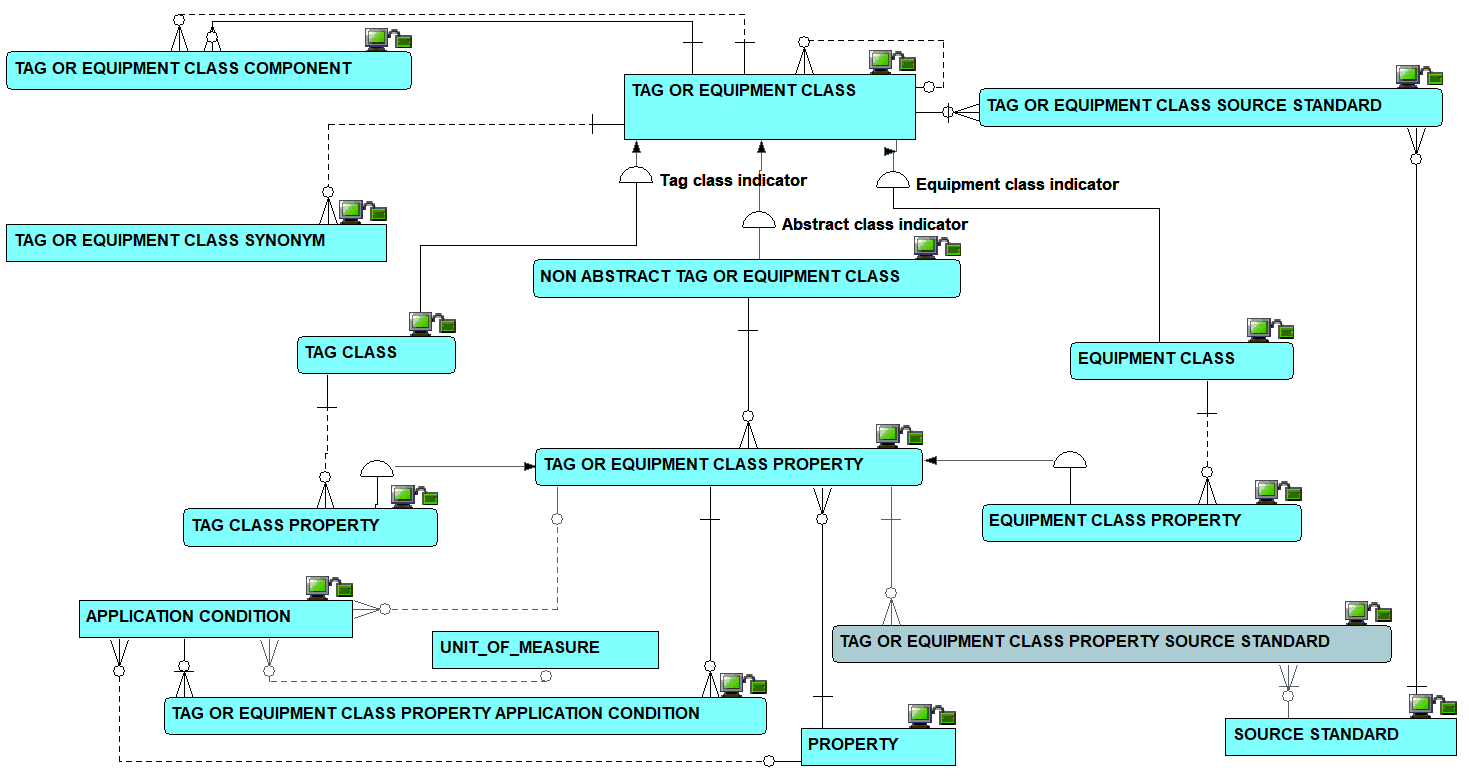 TAG OR EQUIPMENT CLASS COMPONENT
TAG OR EQUIPMENT CLASS
TAG OR EQUIPMENT CLASS SOURCE STANDARD
Tag class indicator
Equipment class indicator
Abstract class indicator
TAG OR EQUIPMENT CLASS SYNONYM
NON ABSTRACT TAG OR EQUIPMENT CLASS
TAG CLASS
EQUIPMENT CLASS
TAG OR EQUIPMENT CLASS PROPERTY
TAG CLASS PROPERTY
EQUIPMENT CLASS PROPERTY
APPLICATION CONDITION
UNIT_OF_MEASURE
TAG OR EQUIPMENT CLASS PROPERTY SOURCE STANDARD
TAG OR EQUIPMENT CLASS PROPERTY APPLICATION CONDITION
PROPERTY
SOURCE STANDARD